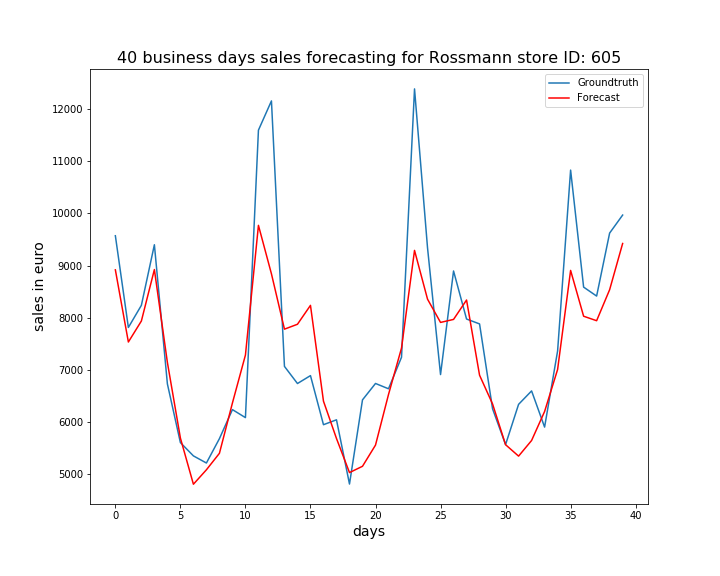 40 business days sales forecasting for Rossmann store ID: 605
Groundtruth
Forecast
sales in euro
12000
11000
10000
9000
8000
7000
6000
5000
0 5 10 15 20 25 30 35 40
days